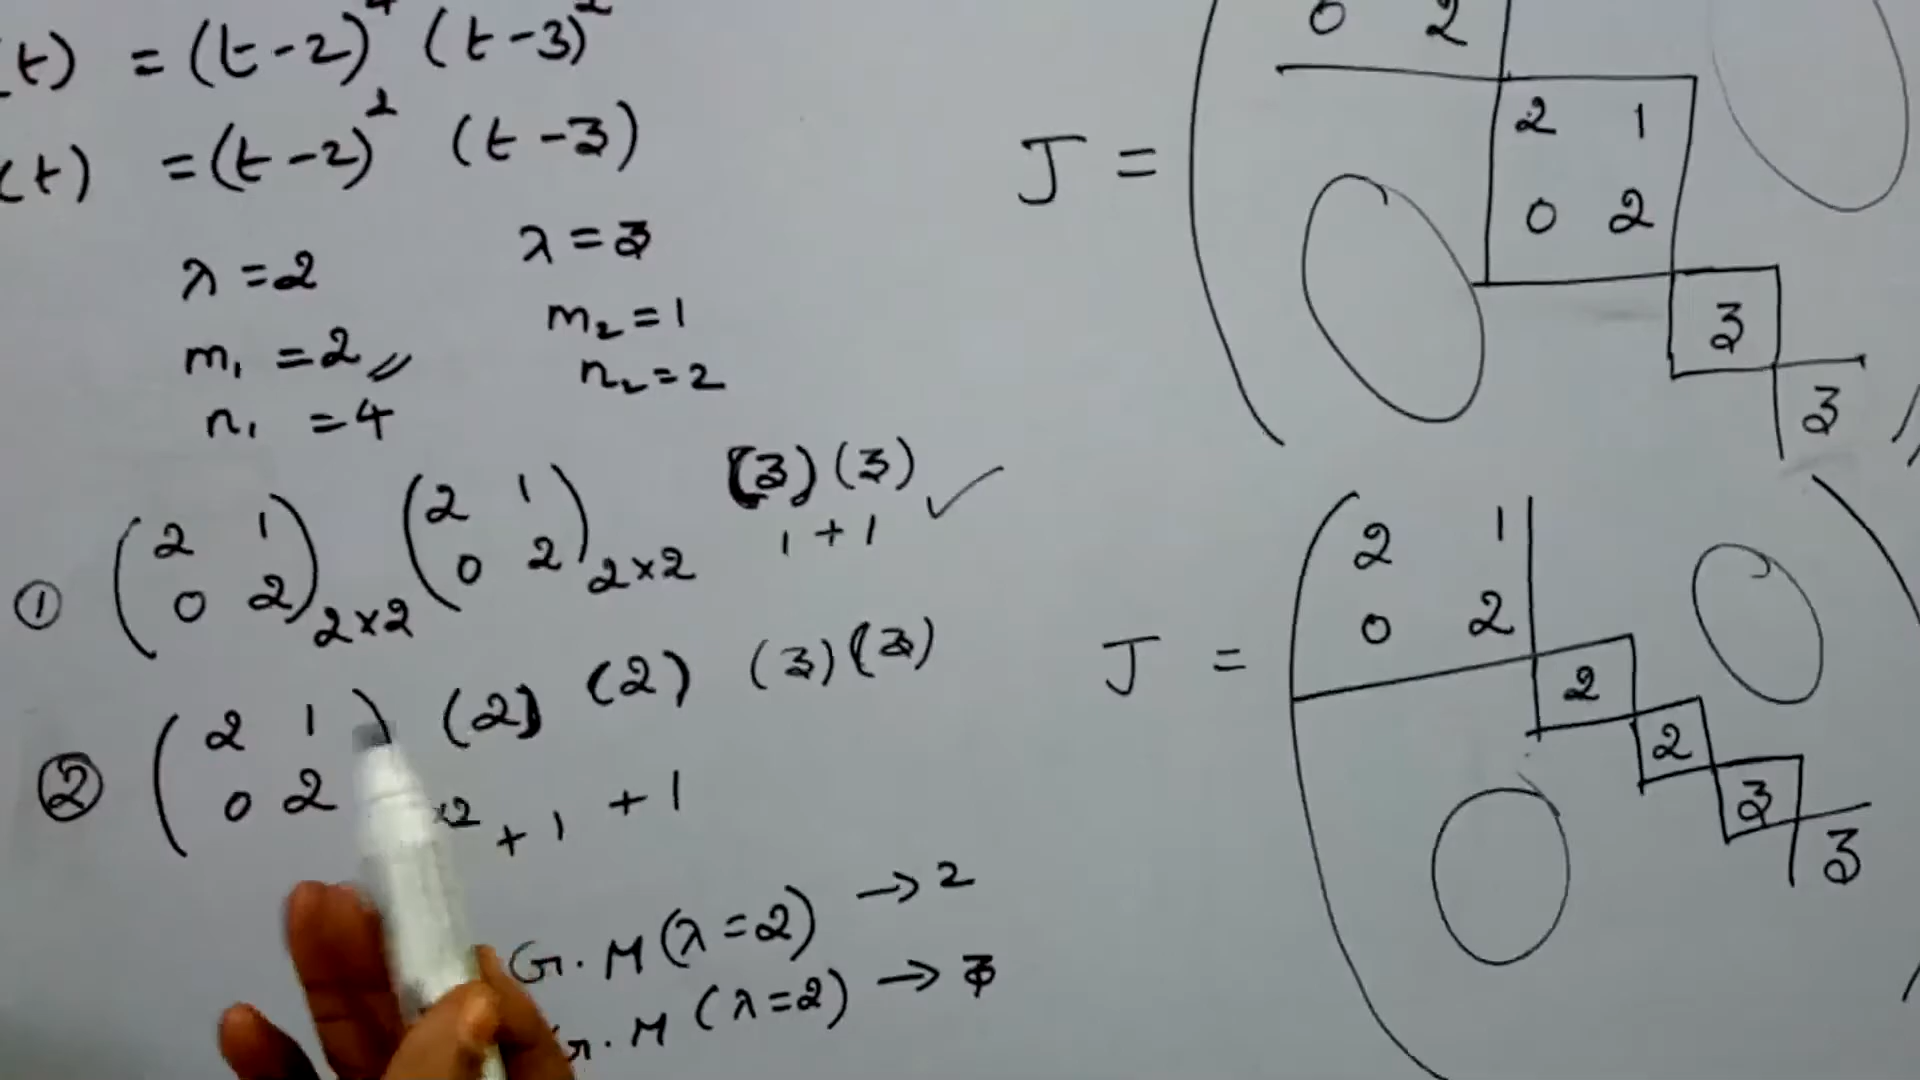 (t) = (t-2)⁴ (t-3)²
(t) = (t-2)² (t-3)
λ = 2
m₁ = 2
n₁ = 4
λ = 3
m₂ = 1
n₂ = 2
① (2 1
0 2)2×2 (2 1
0 2)2×2 (3) (3)
1 + 1 ✓
② (2 1
0 2) (2) (2) (3) (3)
×2 + 1 + 1
G.M (λ=2) → 2
G.M (λ=2) → 3
0 2
J =
2 1
0 2
3
3
J =
2 1
0 2
2
2
3
3